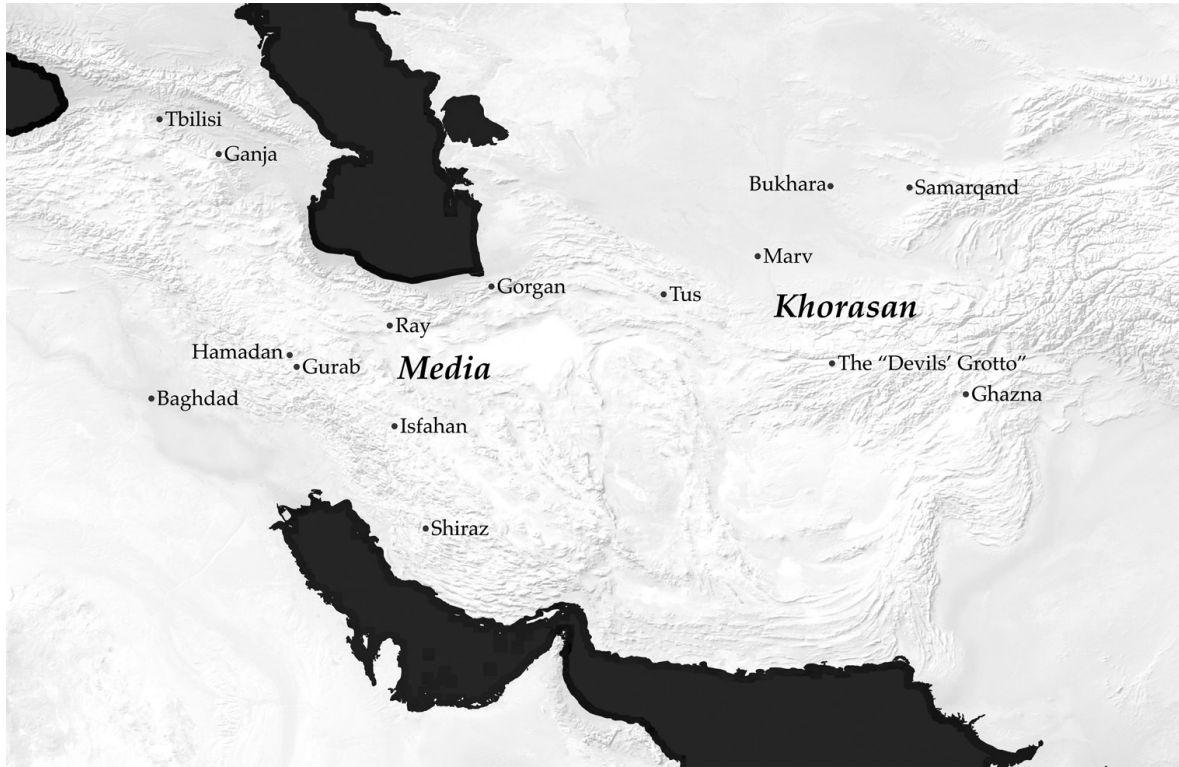 Tbilisi
Ganja
Bukhara
Samarqand
Marv
Gorgan
Tus
Khorasan
Ray
Hamadan
Gurab
Media
The “Devils’ Grotto”
Ghazna
Baghdad
Isfahan
Shiraz